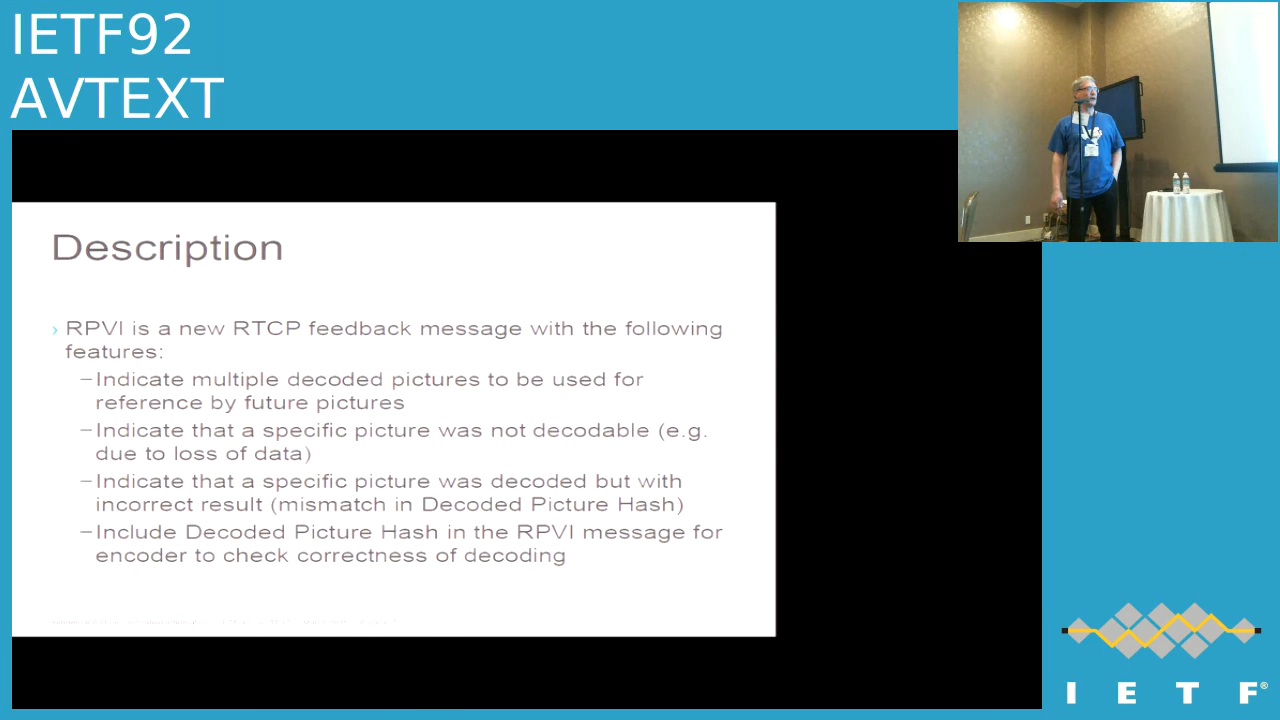 IETF92
AVTEXT
Description
› RPVI is a new RTCP feedback message with the following
features:
–Indicate multiple decoded pictures to be used for
reference by future pictures
–Indicate that a specific picture was not decodable (e.g.
due to loss of data)
–Indicate that a specific picture was decoded but with
incorrect result (mismatch in Decoded Picture Hash)
–Include Decoded Picture Hash in the RPVI message for
encoder to check correctness of decoding
I E T F®